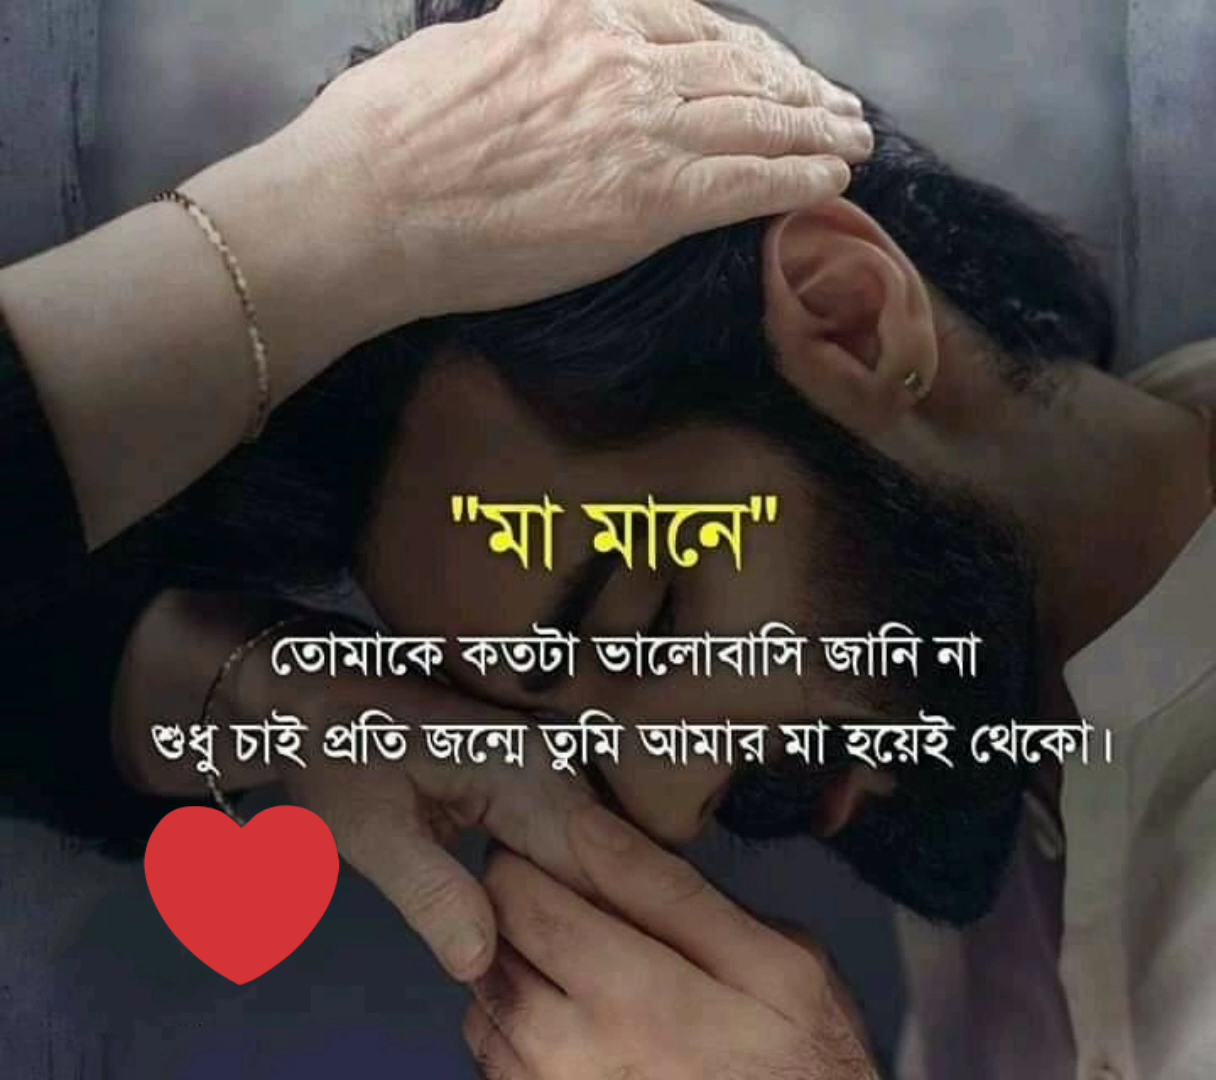 "মা মানে"
তোমাকে কতটা ভালোবাসি জানি না
শুধু চাই প্রতি জন্মে তুমি আমার মা হয়েই থেকো।